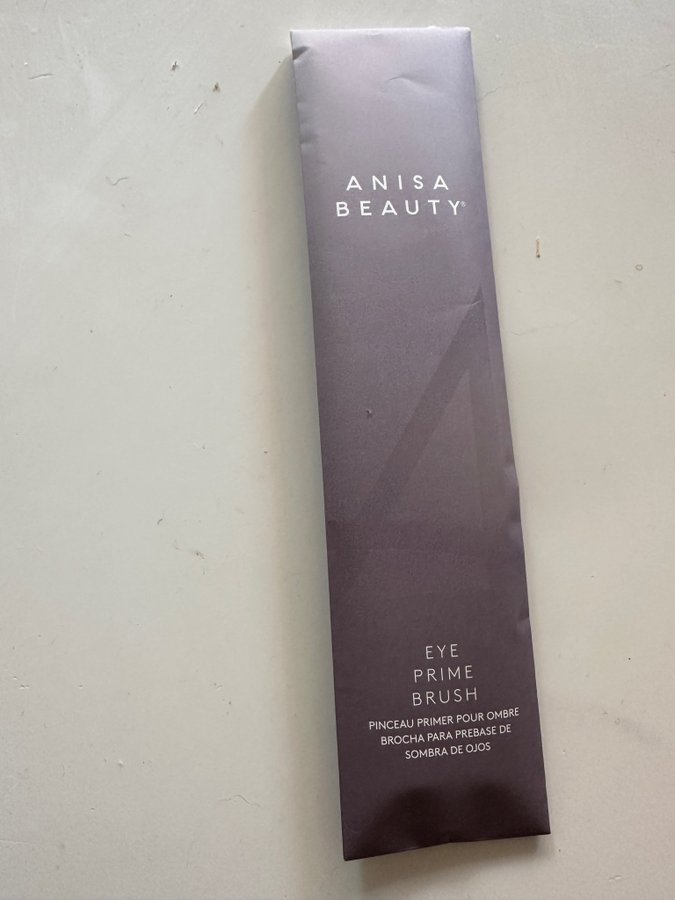 ANISA
BEAUTY®
EYE
PRIME
BRUSH
PINCEAU PRIMER POUR OMBRE
BROCHA PARA PREBASE DE
SOMBRA DE OJOS